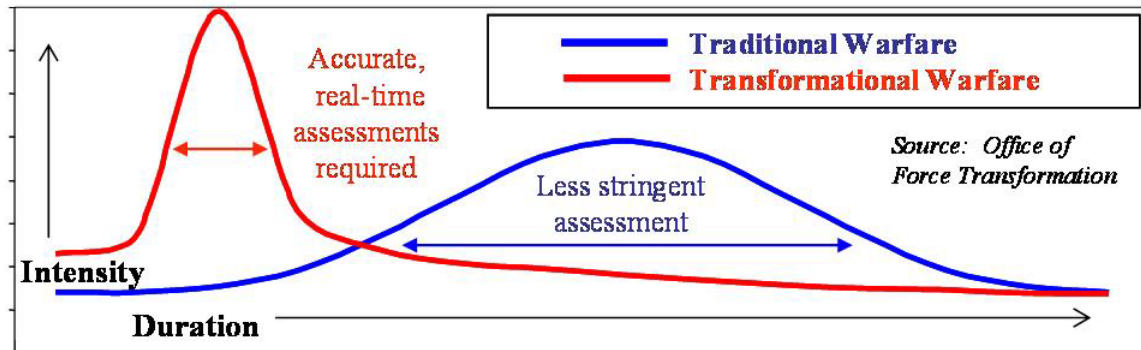 Traditional Warfare
Transformational Warfare
Accurate,
real-time
assessments
required
Source: Office of
Force Transformation
Less stringent
assessment
Intensity
Duration